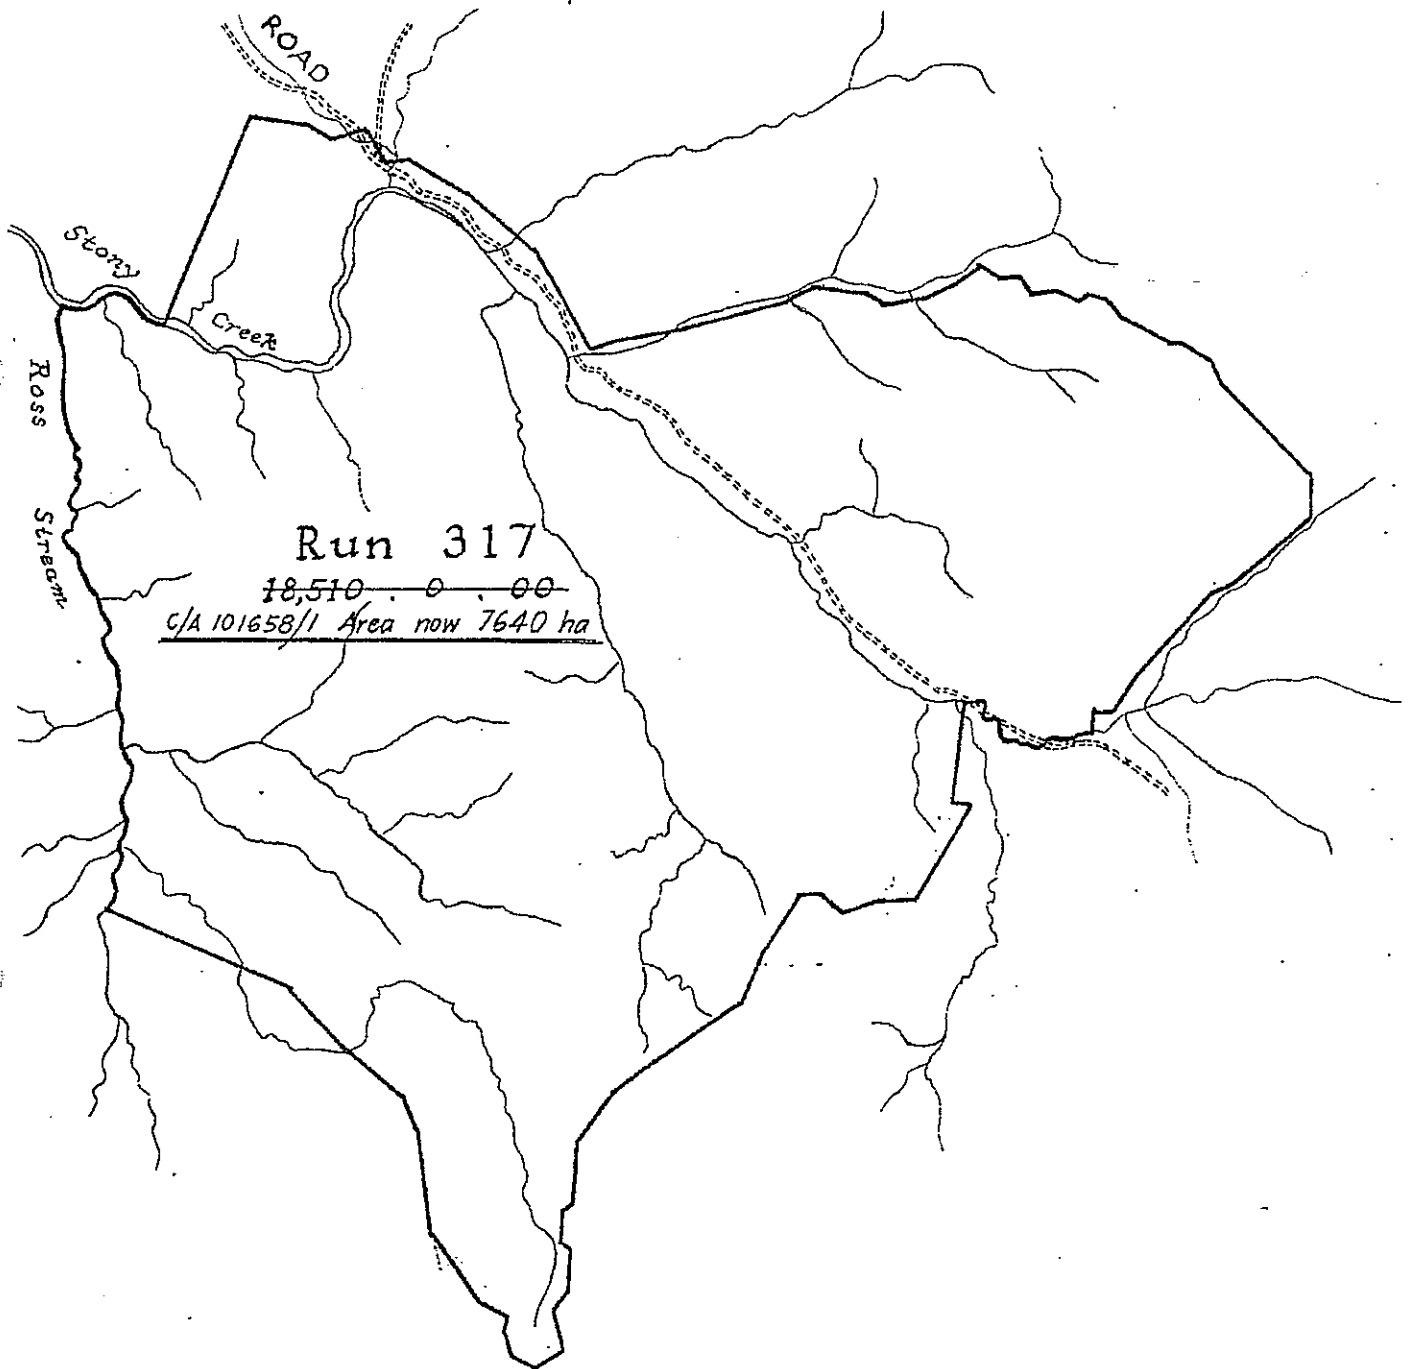 ROAD
Stony
Creek
Ross
Stream
Run 317
18,510 . 0 . 00
C/A 101658/1 Area now 7640 ha